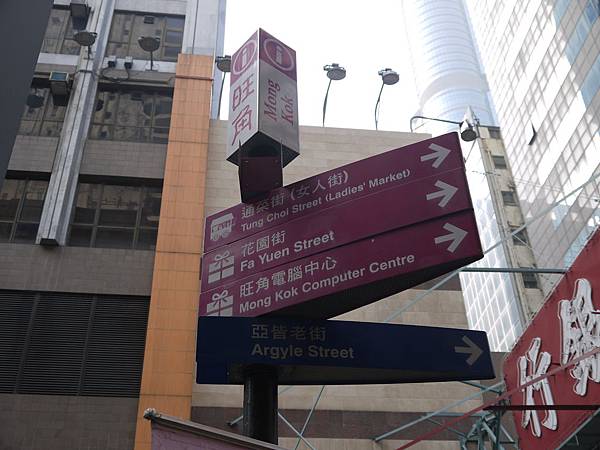 旺角
Mong Kok
通菜街 (女人街)
Tung Choi Street (Ladies' Market)
花園街
Fa Yuen Street
旺角電腦中心
Mong Kok Computer Centre
亞皆老街
Argyle Street